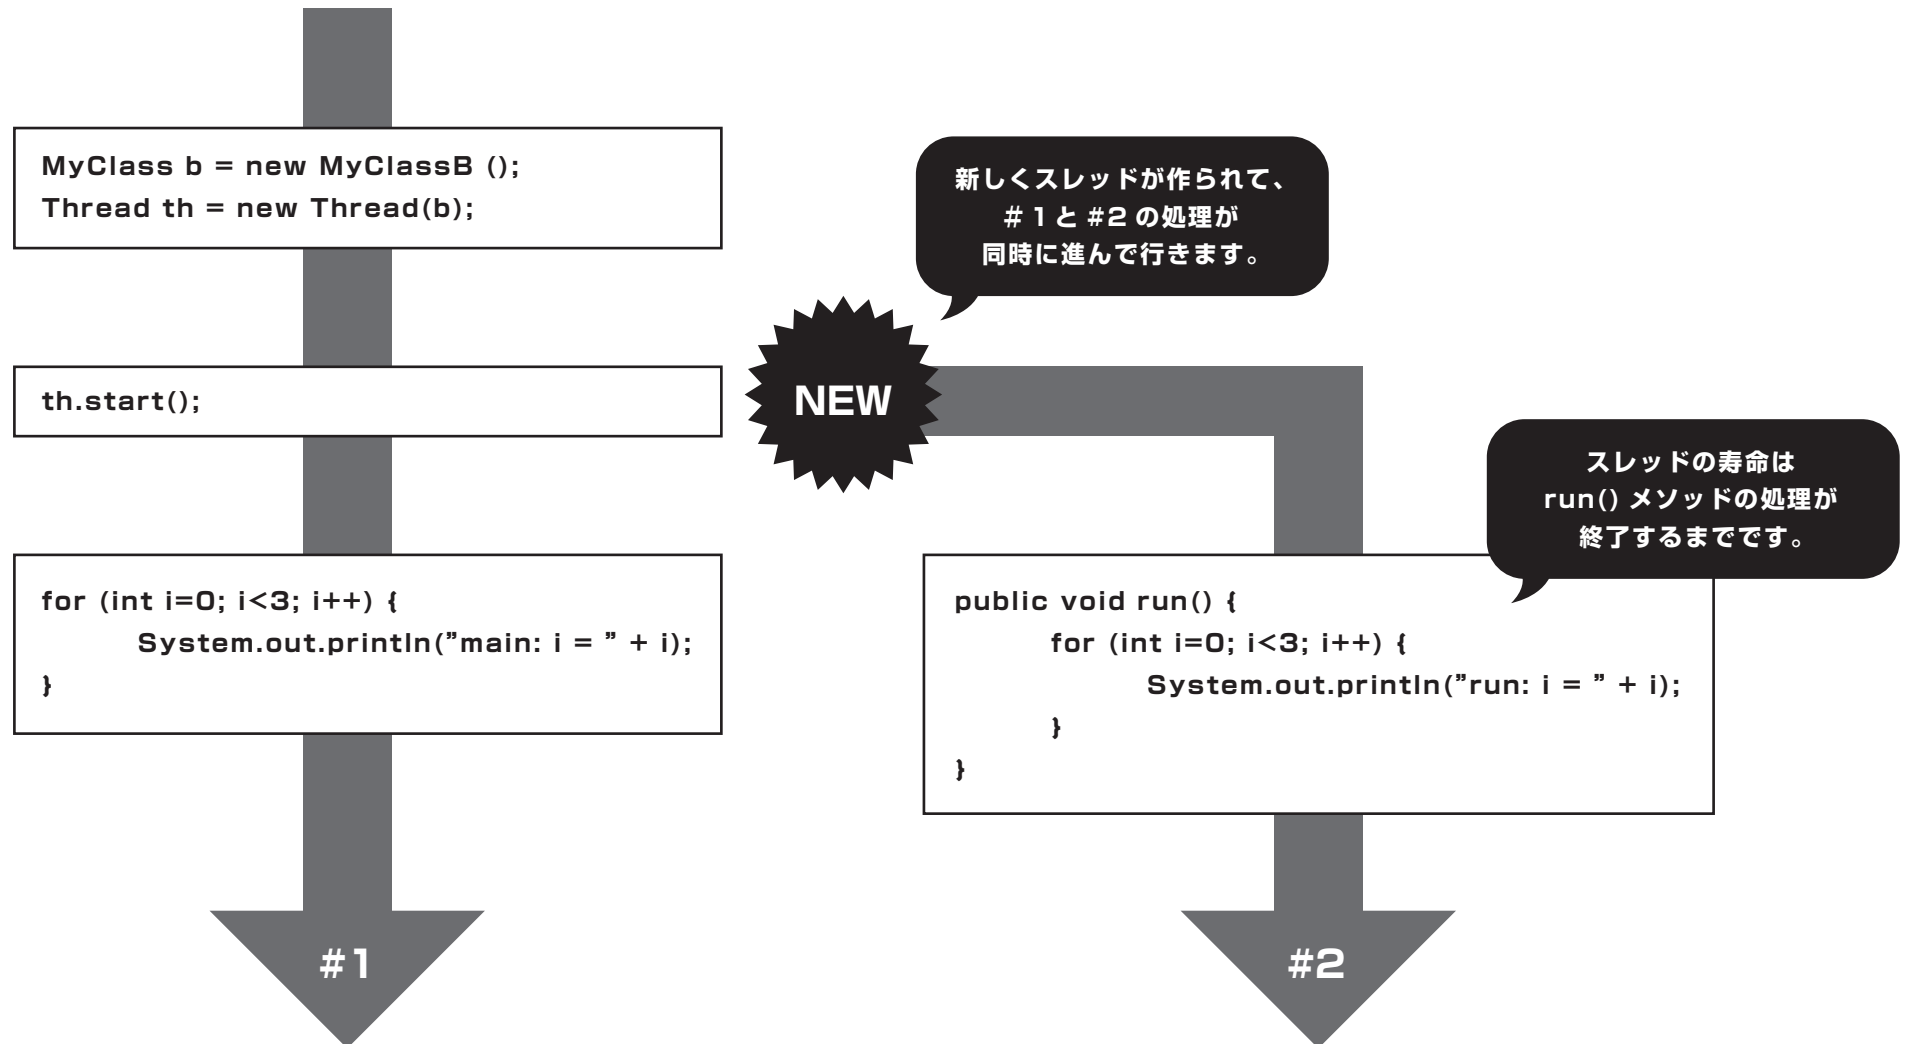 MyClass b = new MyClassB ();
Thread th = new Thread(b);
新しくスレッドが作られて、
＃1と #2 の処理が
同時に進んで行きます。
th.start();
NEW
スレッドの寿命は
run() メソッドの処理が
終了するまでです。
for (int i=0; i<3; i++) {
System.out.println("main: i = " + i);
}
public void run() {
for (int i=0; i<3; i++) {
System.out.println("run: i = " + i);
}
}
#1
#2